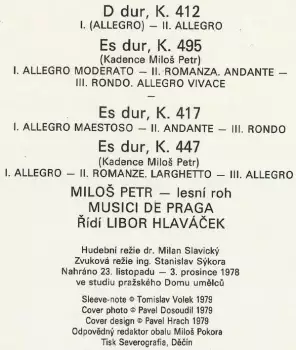 D dur, K. 412
I. (ALLEGRO) — II. ALLEGRO
Es dur, K. 495
(Kadence Miloš Petr)
I. ALLEGRO MODERATO — II. ROMANZA. ANDANTE —
III. RONDO. ALLEGRO VIVACE
—
Es dur, K. 417
I. ALLEGRO MAESTOSO — II. ANDANTE — III. RONDO
Es dur, K. 447
(Kadence Miloš Petr)
I. ALLEGRO — II. ROMANZE. LARGHETTO — III. ALLEGRO
MILOŠ PETR — lesní roh
MUSICI DE PRAGA
Řídí LIBOR HLAVÁČEK
Hudební režie dr. Milan Slavický
Zvuková režie ing. Stanislav Sýkora
Nahráno 23. listopadu — 3. prosince 1978
ve studiu pražského Domu umělců
Sleeve-note © Tomislav Volek 1979
Cover photo © Pavel Dosoudil 1979
Cover design © Pavel Hrach 1979
Odpovědný redaktor obalu Miloš Pokora
Tisk Severografia, Děčín